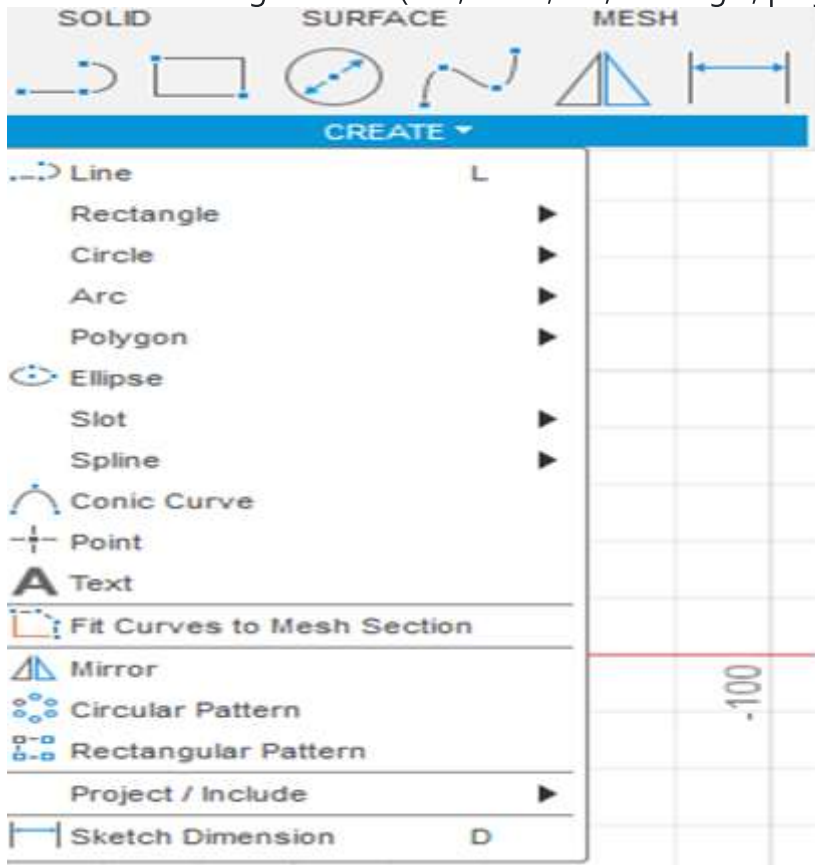 SOLID SURFACE MESH
CREATE
Line L
Rectangle
Circle
Arc
Polygon
Ellipse
Slot
Spline
Conic Curve
Point
A Text
Fit Curves to Mesh Section
Mirror
Circular Pattern
Rectangular Pattern
Project / Include
Sketch Dimension D
-100